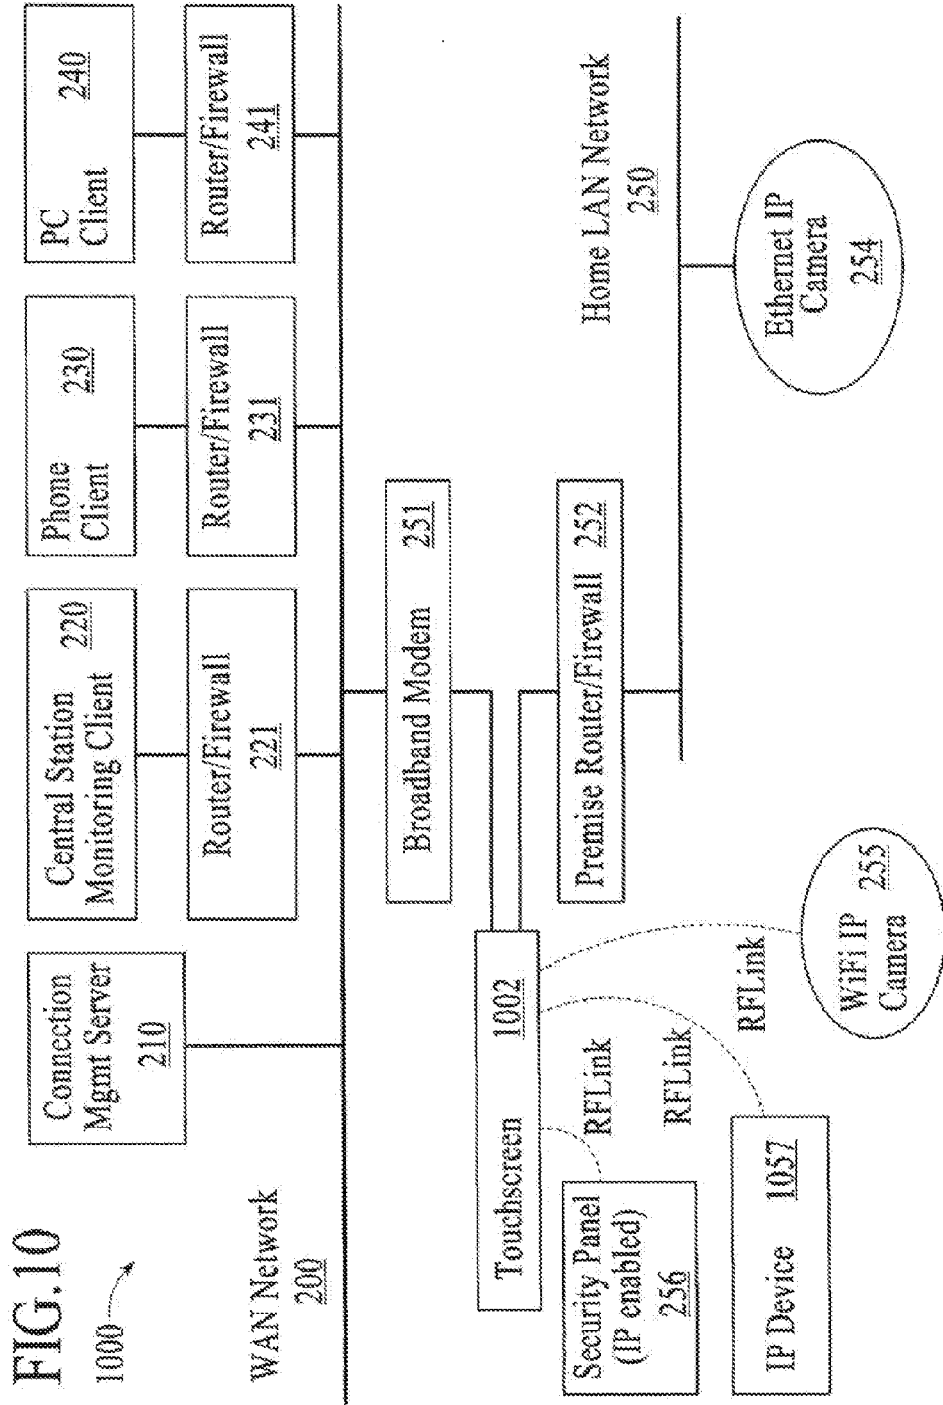 FIG.10
1000
Connection
Mgmt Server
210
Central Station
Monitoring Client
220
Phone
Client
230
PC
Client
240
Router/Firewall
221
Router/Firewall
231
Router/Firewall
241
WAN Network
200
Broadband Modem 251
Touchscreen 1002
Premise Router/Firewall 252
Home LAN Network
250
Security Panel
(IP enabled)
256
RFLink
RFLink
RFLink
IP Device 1057
WiFi IP
Camera
255
Ethernet IP
Camera
254